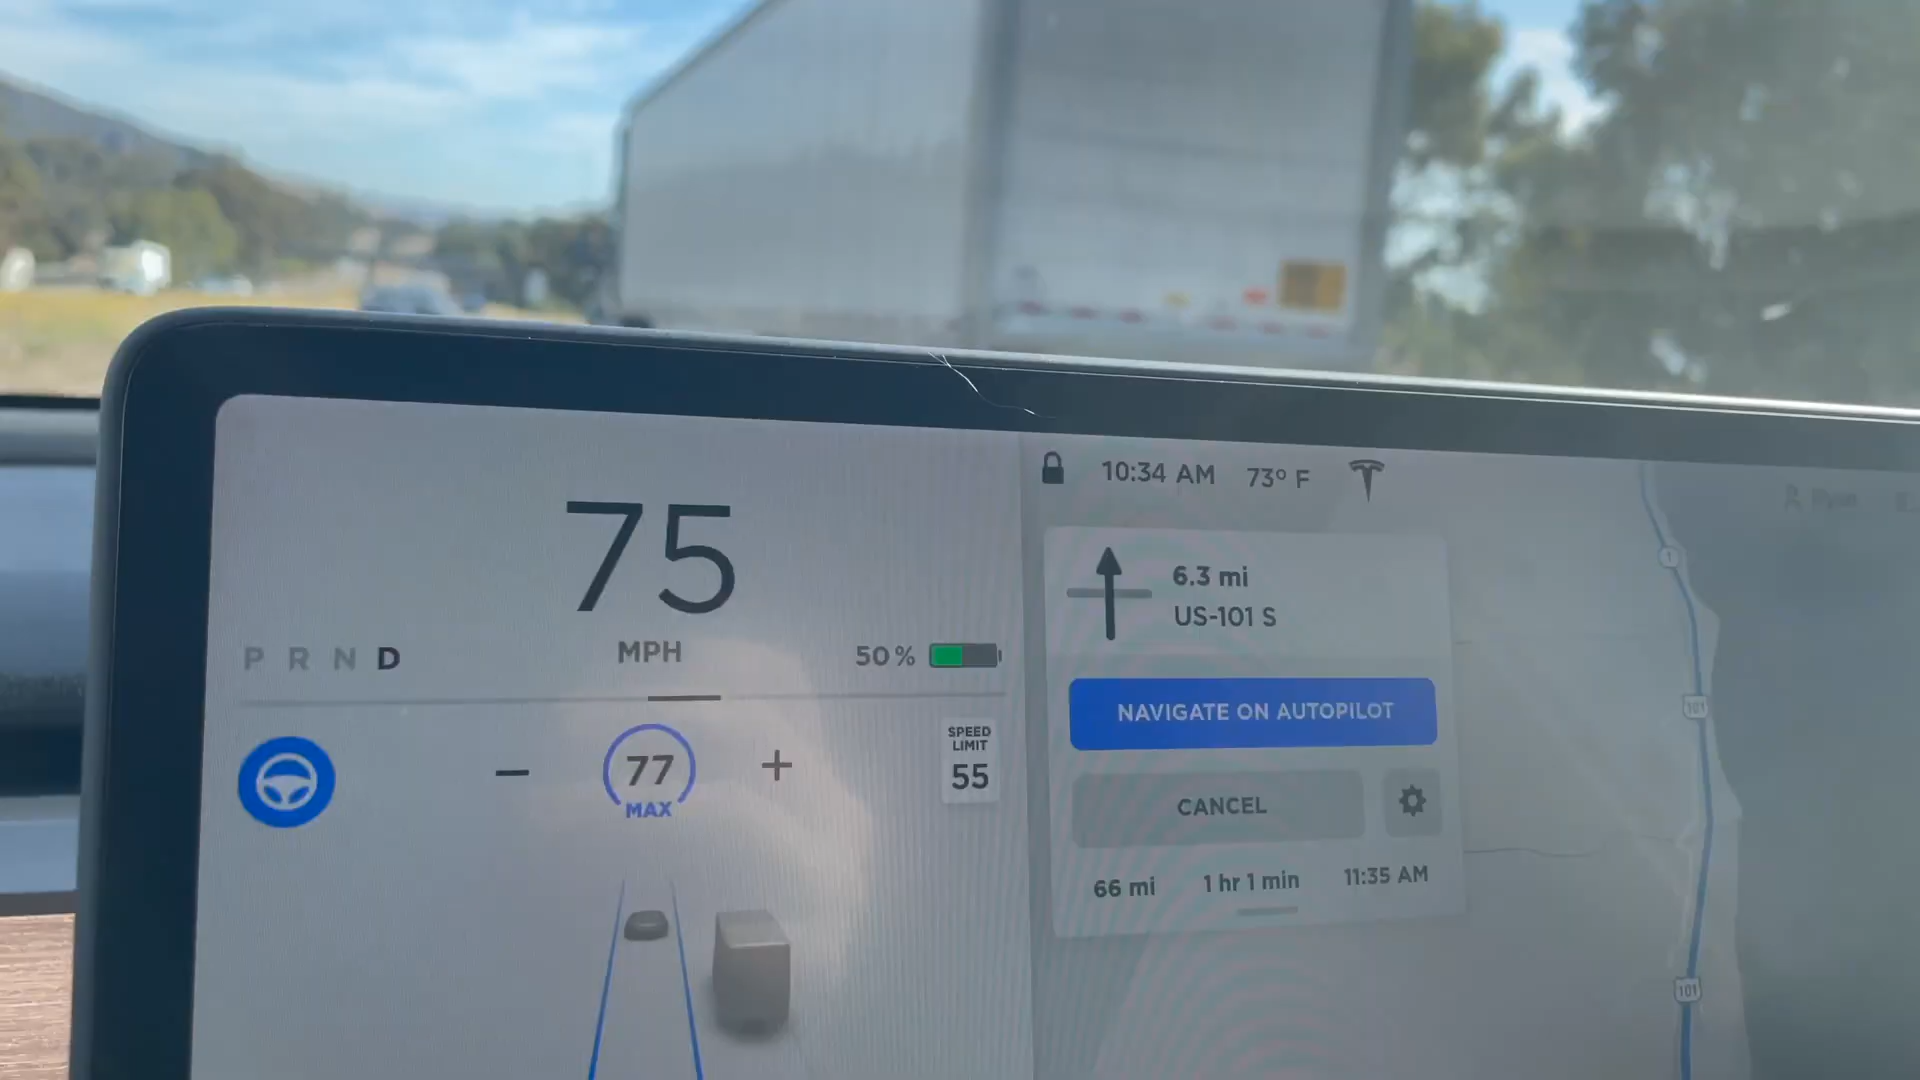 75
MPH
P R N D
50 %
77
MAX
SPEED
LIMIT
55
10:34 AM 73° F
6.3 mi
US-101 S
NAVIGATE ON AUTOPILOT
CANCEL
66 mi 1 hr 1 min 11:35 AM
1
101
101